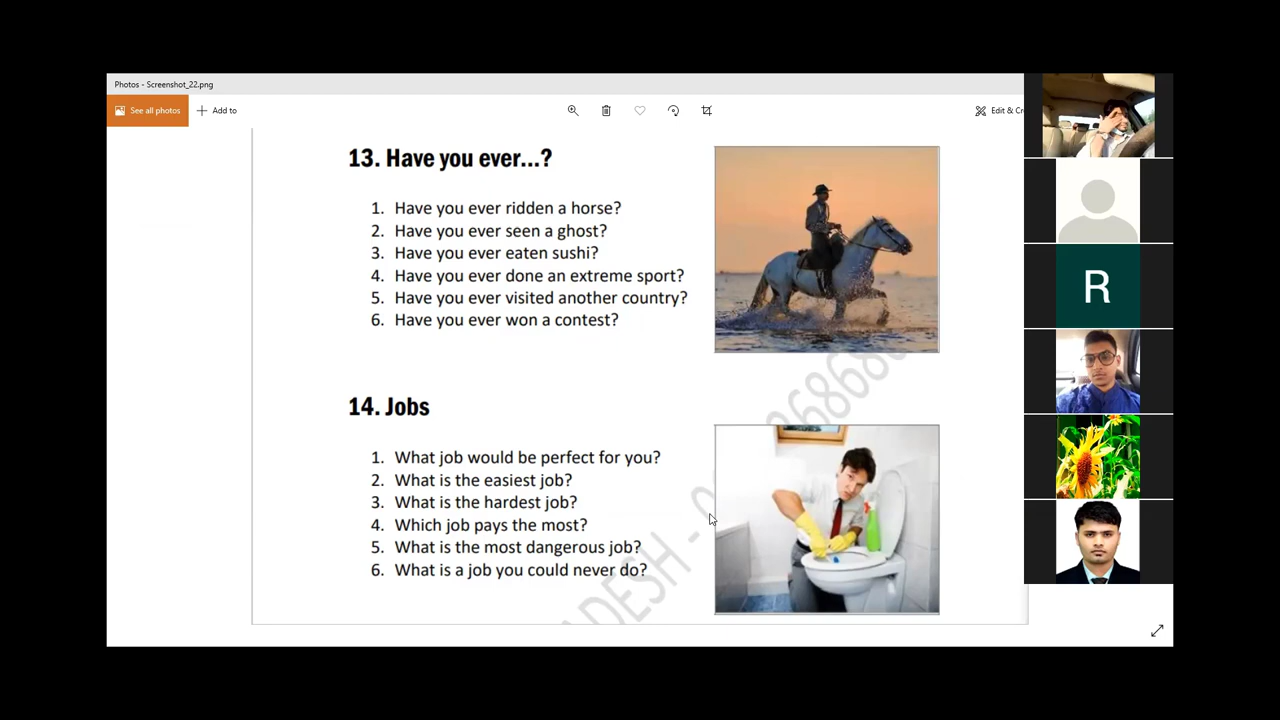 Photos - Screenshot_22.png
See all photos
Add to
13. Have you ever...?
1. Have you ever ridden a horse?
2. Have you ever seen a ghost?
3. Have you ever eaten sushi?
4. Have you ever done an extreme sport?
5. Have you ever visited another country?
6. Have you ever won a contest?
14. Jobs
1. What job would be perfect for you?
2. What is the easiest job?
3. What is the hardest job?
4. Which job pays the most?
5. What is the most dangerous job?
6. What is a job you could never do?
Edit & Cr
R